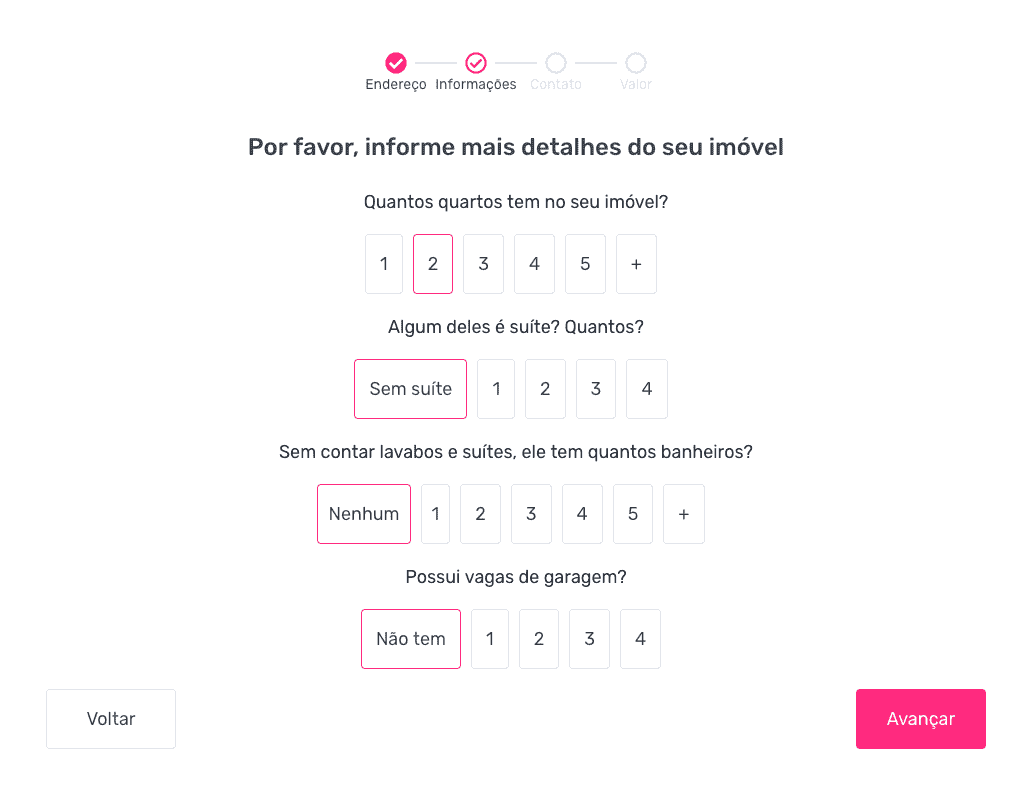 Endereço Informações Contato Valor
Por favor, informe mais detalhes do seu imóvel
Quantos quartos tem no seu imóvel?
1 2 3 4 5 +
Algum deles é suíte? Quantos?
Sem suíte 1 2 3 4
Sem contar lavabos e suítes, ele tem quantos banheiros?
Nenhum 1 2 3 4 5 +
Possui vagas de garagem?
Não tem 1 2 3 4
Voltar Avançar